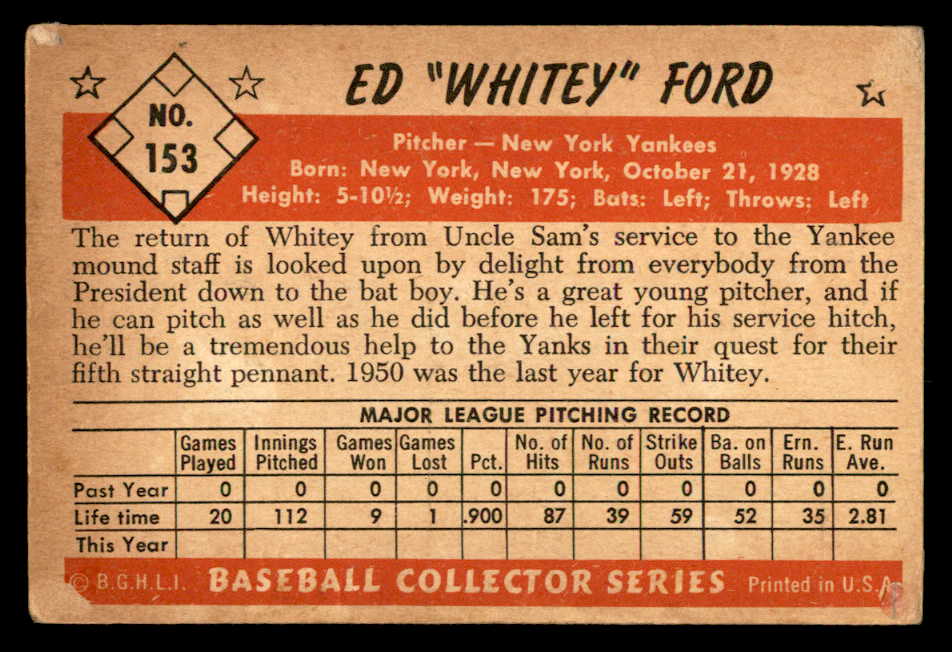 ED "WHITEY" FORD
NO.
153
Pitcher — New York Yankees
Born: New York, New York, October 21, 1928
Height: 5-10½; Weight: 175; Bats: Left; Throws: Left
The return of Whitey from Uncle Sam's service to the Yankee
mound staff is looked upon by delight from everybody from the
President down to the bat boy. He's a great young pitcher, and if
he can pitch as well as he did before he left for his service hitch,
he'll be a tremendous help to the Yanks in their quest for their
fifth straight pennant. 1950 was the last year for Whitey.
MAJOR LEAGUE PITCHING RECORD
Games Played Innings Pitched Games Won Games Lost Pct. No. of Hits No. of Runs Strike Outs Ba. on Balls Ern. Runs E. Run Ave.
Past Year 0 0 0 0 0 0 0 0 0 0 0
Life time 20 112 9 1 .900 87 39 59 52 35 2.81
This Year
© B.G.H.L.I. BASEBALL COLLECTOR SERIES Printed in U.S.A.